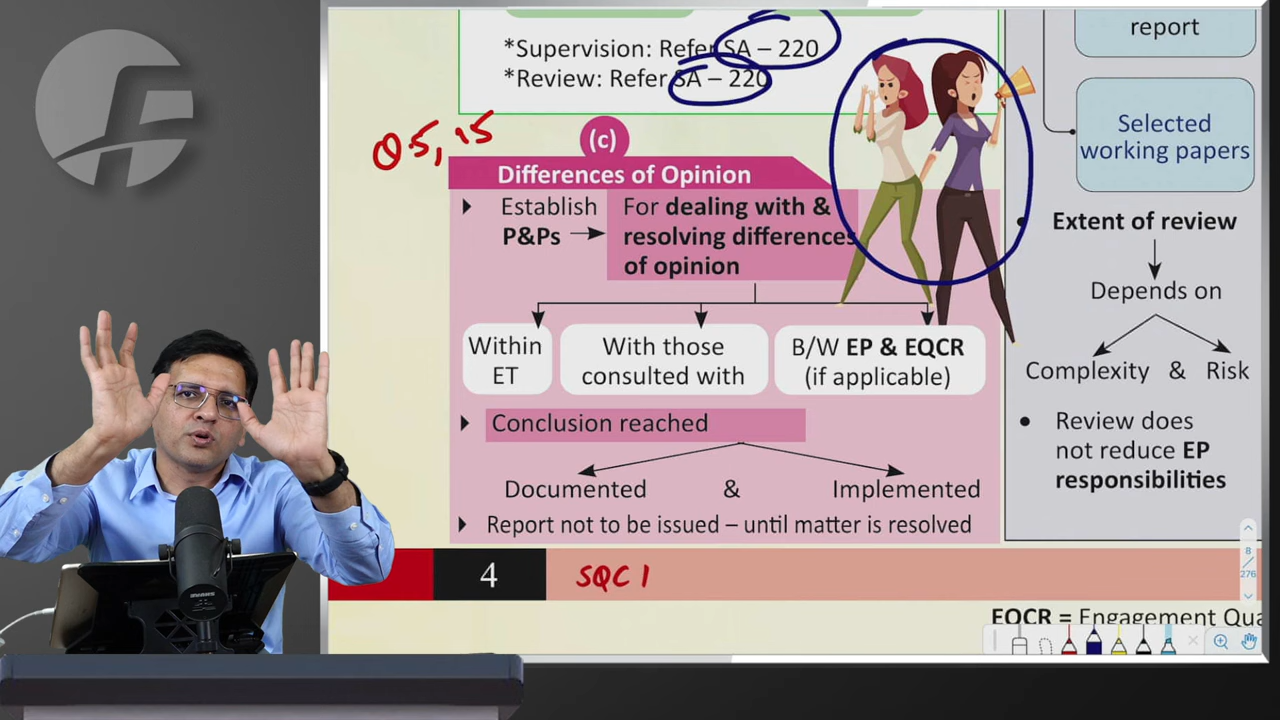 *Supervision: Refer SA – 220
*Review: Refer SA – 220
Q5, 15
(c)
Differences of Opinion
Establish P&Ps
For dealing with & resolving differences of opinion
Within ET
With those consulted with
B/W EP & EQCR (if applicable)
Conclusion reached
Documented & Implemented
Report not to be issued – until matter is resolved
report
Selected working papers
Extent of review
Depends on
Complexity & Risk
Review does not reduce EP responsibilities
4
SQC 1
EQCR = Engagement Qua
8
276